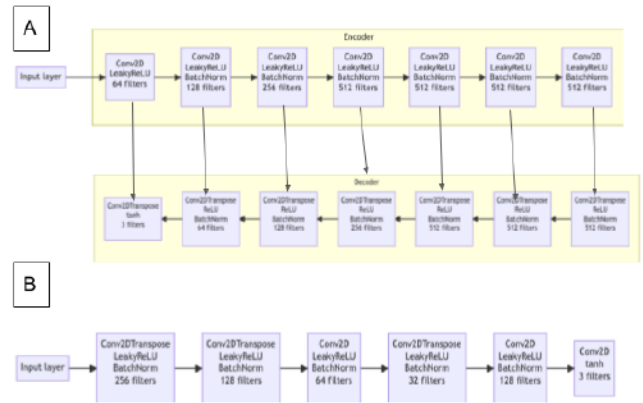 A
Encoder
Input layer
Conv2D
LeakyReLU
64 filters
Conv2D
LeakyReLU
BatchNorm
128 filters
Conv2D
LeakyReLU
BatchNorm
256 filters
Conv2D
LeakyReLU
BatchNorm
512 filters
Conv2D
LeakyReLU
BatchNorm
512 filters
Conv2D
LeakyReLU
BatchNorm
512 filters
Conv2D
LeakyReLU
BatchNorm
512 filters
Decoder
Conv2DTranspose
tanh
3 filters
Conv2DTranspose
ReLU
BatchNorm
64 filters
Conv2DTranspose
ReLU
BatchNorm
128 filters
Conv2DTranspose
ReLU
BatchNorm
256 filters
Conv2DTranspose
ReLU
BatchNorm
512 filters
Conv2DTranspose
ReLU
BatchNorm
512 filters
Conv2DTranspose
ReLU
BatchNorm
512 filters
B
Input layer
Conv2DTranspose
LeakyReLU
BatchNorm
256 filters
Conv2DTranspose
LeakyReLU
BatchNorm
128 filters
Conv2D
LeakyReLU
BatchNorm
64 filters
Conv2DTranspose
LeakyReLU
BatchNorm
32 filters
Conv2D
LeakyReLU
BatchNorm
128 filters
Conv2D
tanh
3 filters